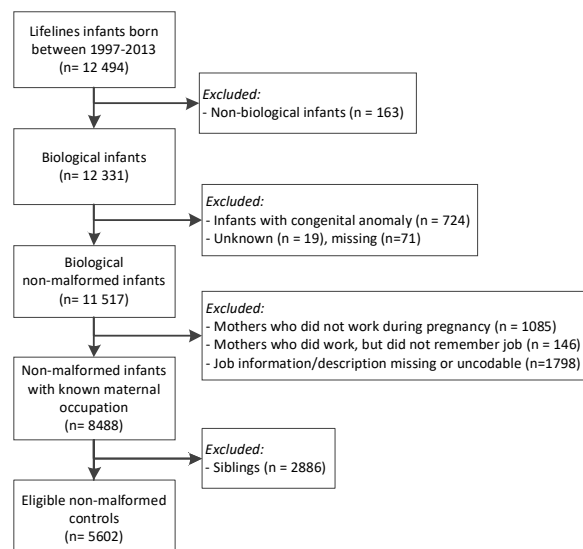 Lifelines infants born
between 1997-2013
(n= 12 494)
Excluded:
- Non-biological infants (n = 163)
Biological infants
(n= 12 331)
Excluded:
- Infants with congenital anomaly (n = 724)
- Unknown (n = 19), missing (n=71)
Biological
non-malformed infants
(n= 11 517)
Excluded:
- Mothers who did not work during pregnancy (n = 1085)
- Mothers who did work, but did not remember job (n = 146)
- Job information/description missing or uncodable (n=1798)
Non-malformed infants
with known maternal
occupation
(n= 8488)
Excluded:
- Siblings (n = 2886)
Eligible non-malformed
controls
(n= 5602)